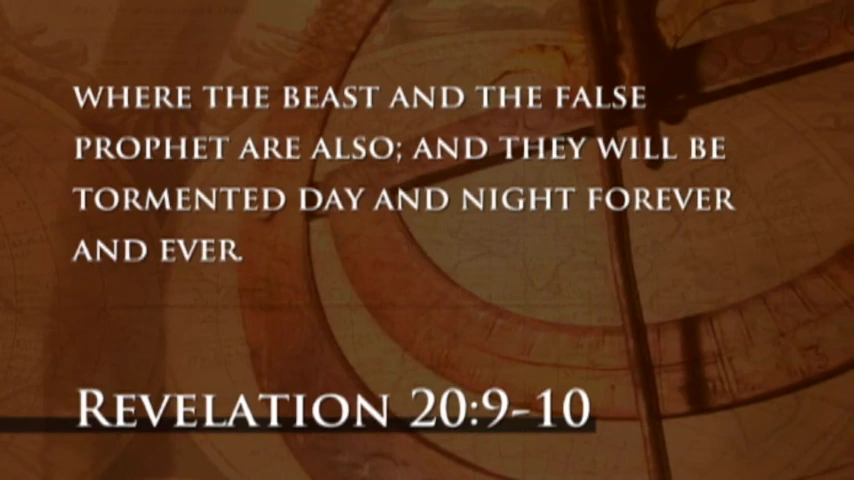 WHERE THE BEAST AND THE FALSE
PROPHET ARE ALSO; AND THEY WILL BE
TORMENTED DAY AND NIGHT FOREVER
AND EVER.
REVELATION 20:9-10